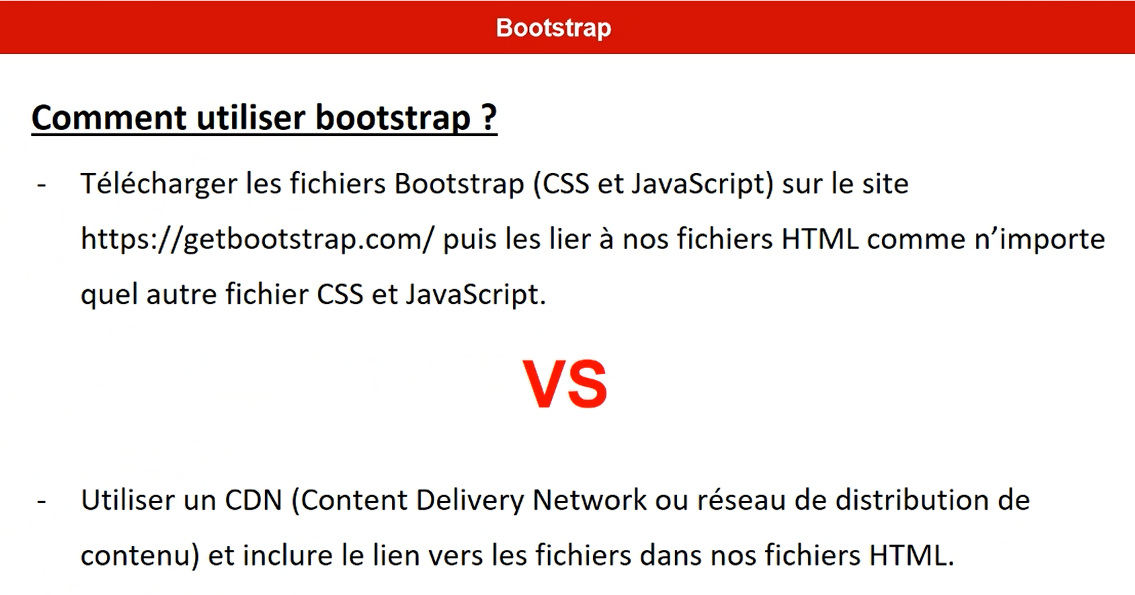 Bootstrap
Comment utiliser bootstrap ?
- Télécharger les fichiers Bootstrap (CSS et JavaScript) sur le site
https://getbootstrap.com/ puis les lier à nos fichiers HTML comme n’importe
quel autre fichier CSS et JavaScript.
VS
- Utiliser un CDN (Content Delivery Network ou réseau de distribution de
contenu) et inclure le lien vers les fichiers dans nos fichiers HTML.